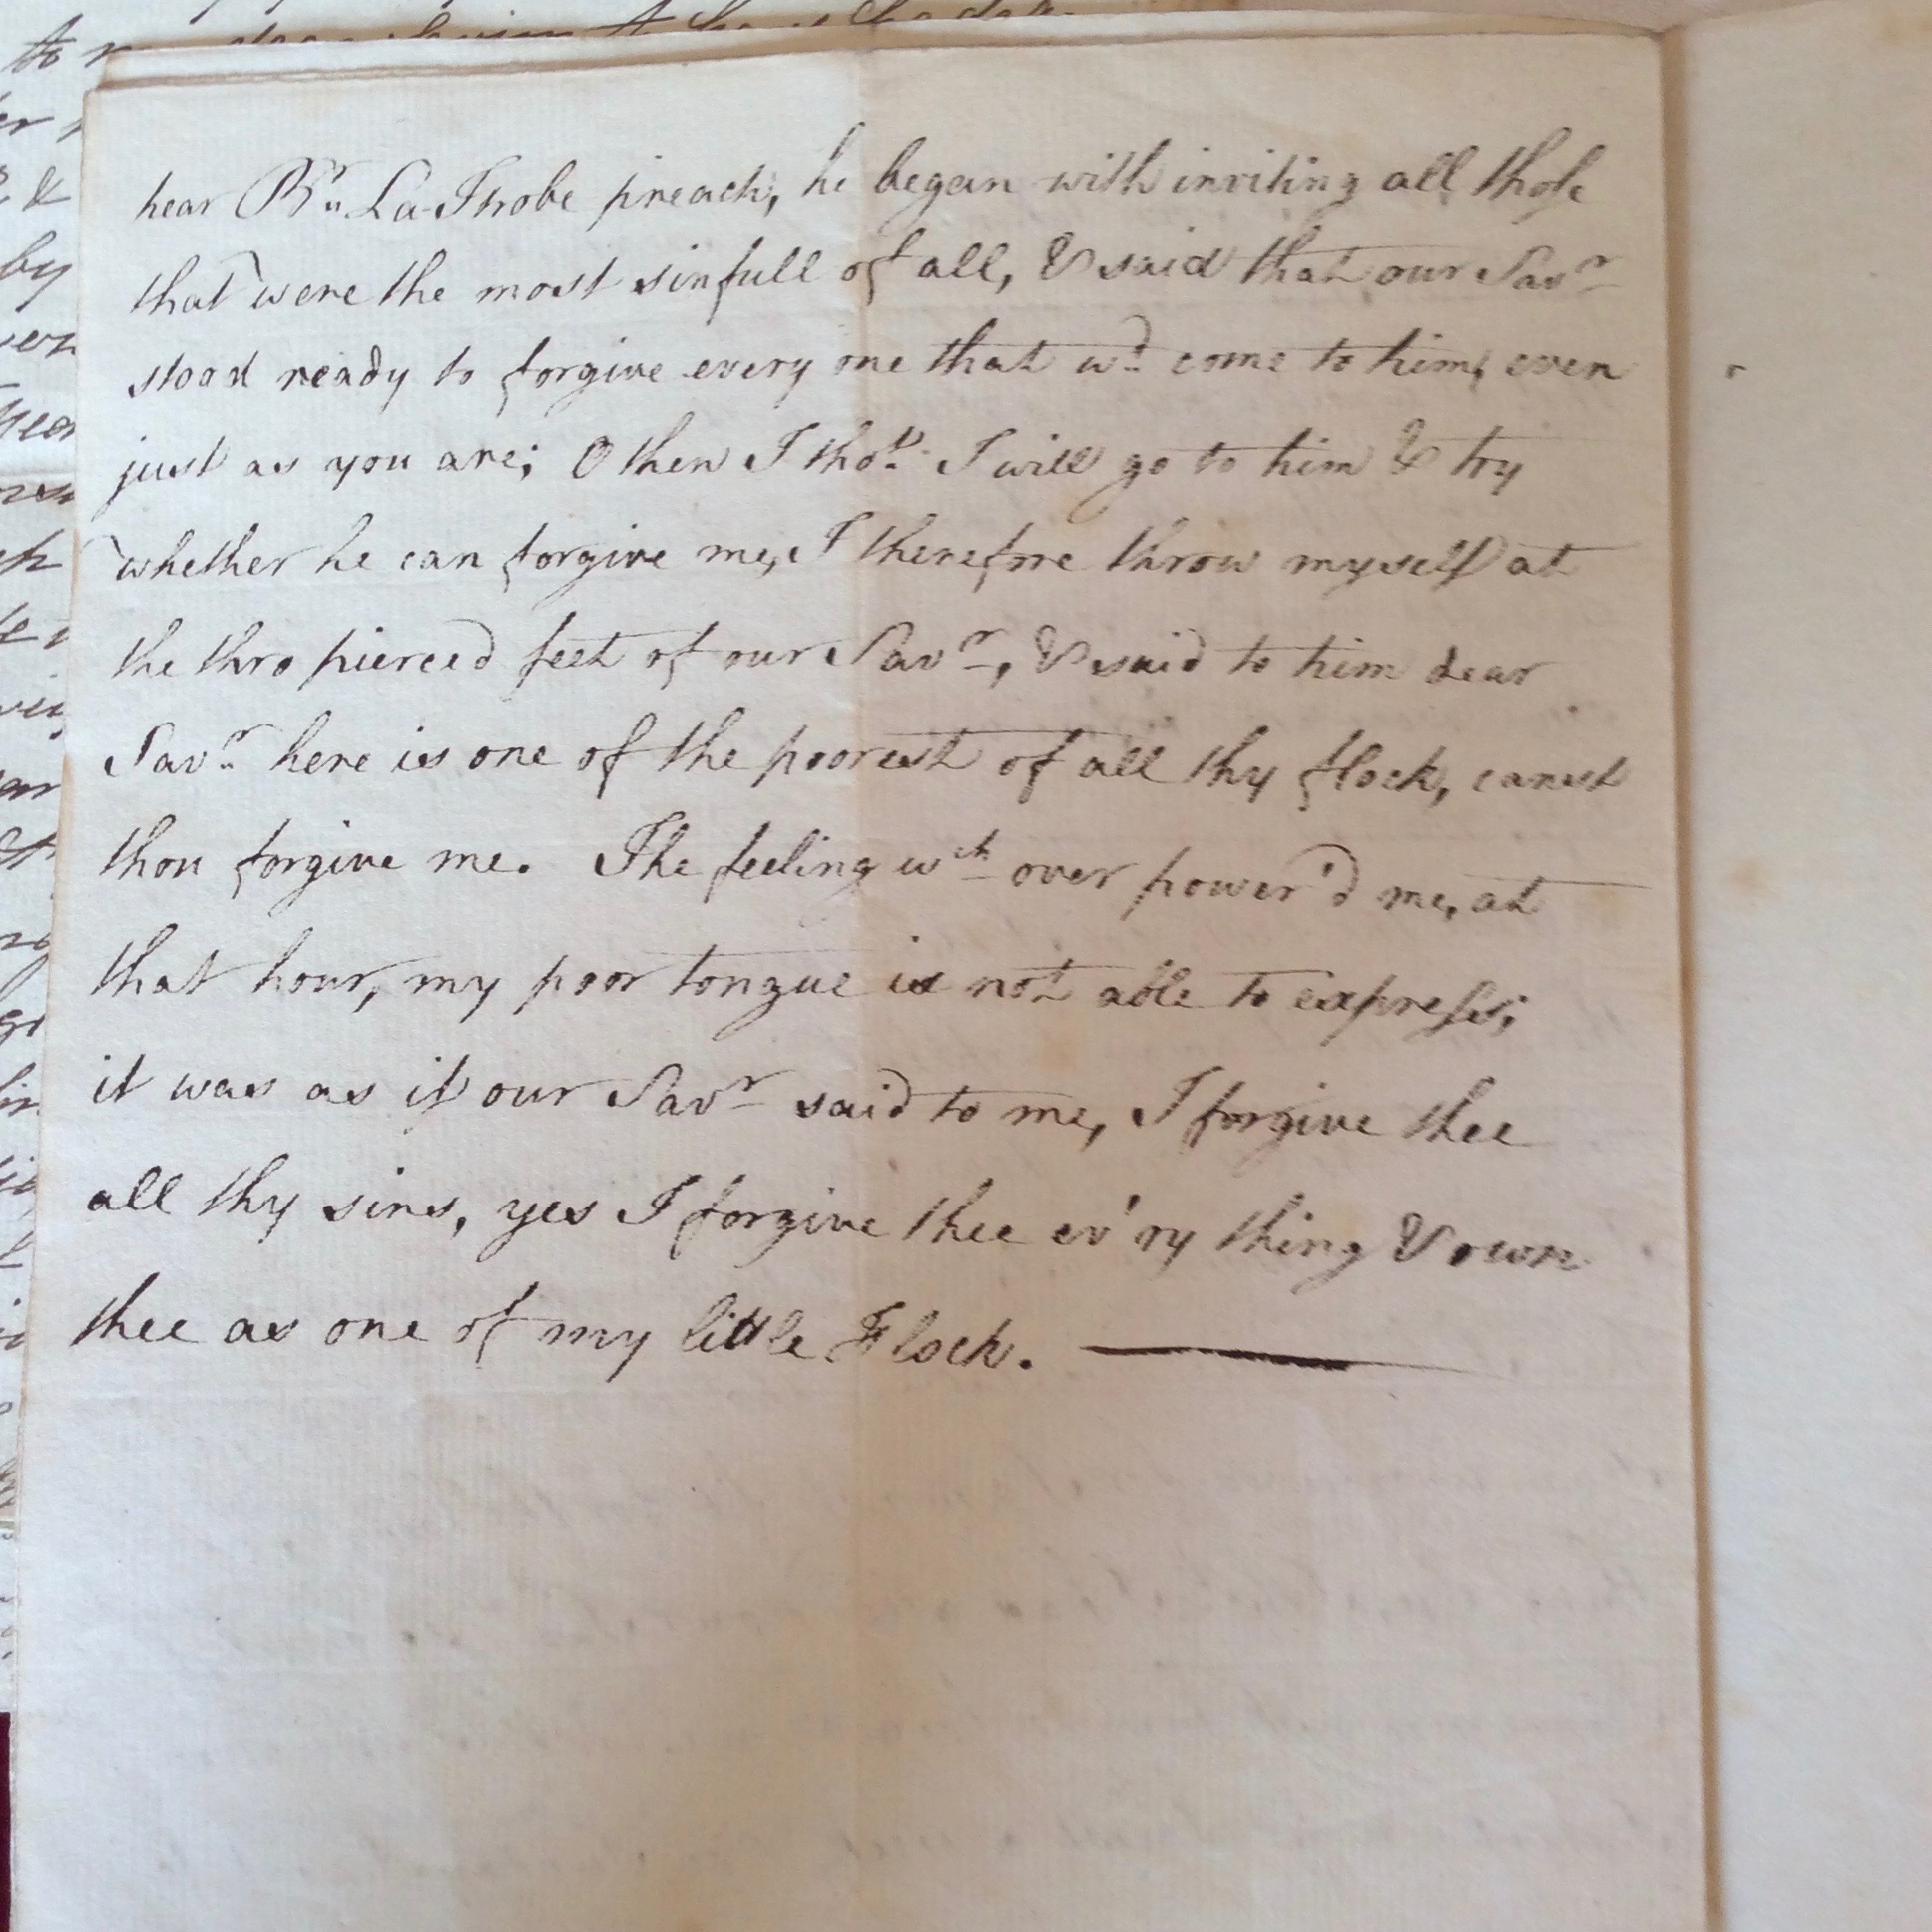 hear Br. La-Trobe preach, he began with inviting all those
that were the most sinfull of all, & said that our Savr
stood ready to forgive every one that wd. come to him, even
just as you are; O then I thot. I will go to him & try
whether he can forgive me, I therefore throw myself at
the thro pierced feet of our Savr, & said to him dear
Savr. here is one of the poorest of all thy flock, canst
thou forgive me. The feeling wch over power'd me, at
that hour, my poor tongue is not able to express;
it was as if our Savr said to me, I forgive thee
all thy sins, yes I forgive thee ev'ry thing & own
thee as one of my little Flock.